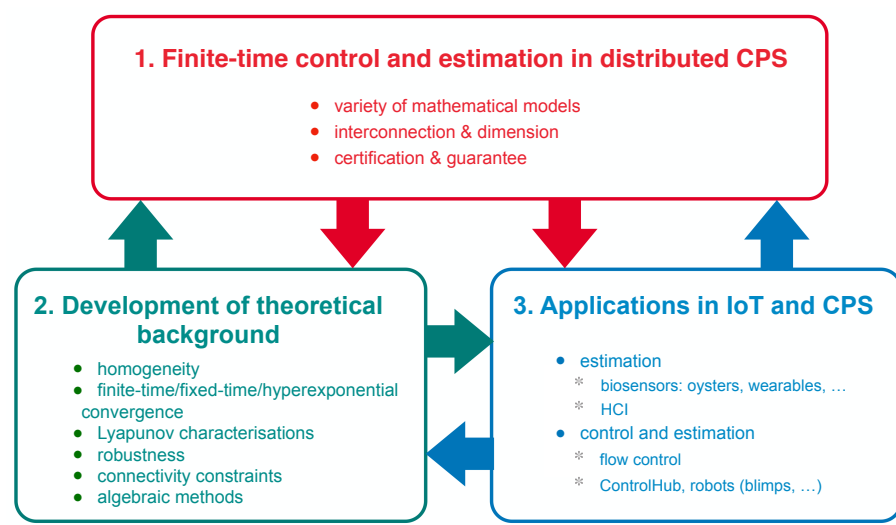 1. Finite-time control and estimation in distributed CPS
• variety of mathematical models
• interconnection & dimension
• certification & guarantee
2. Development of theoretical
background
• homogeneity
• finite-time/fixed-time/hyperexponential
convergence
• Lyapunov characterisations
• robustness
• connectivity constraints
• algebraic methods
3. Applications in IoT and CPS
• estimation
* biosensors: oysters, wearables, ...
* HCI
• control and estimation
* flow control
* ControlHub, robots (blimps, ...)